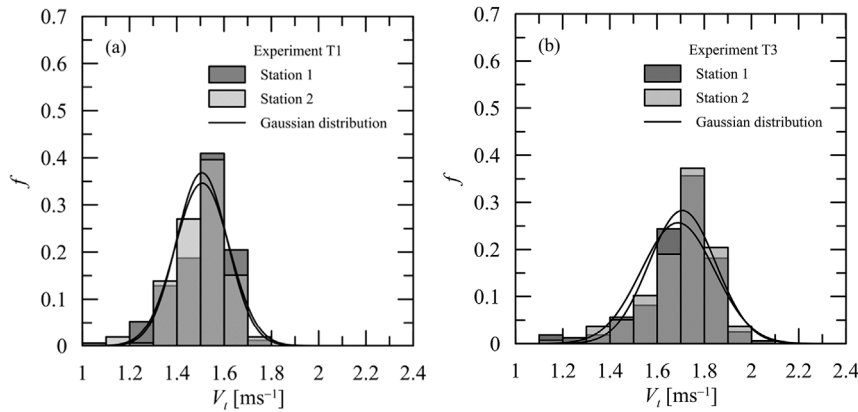 0.7
0.6
0.5
0.4
0.3
0.2
0.1
0
f
(a)
Experiment T1
Station 1
Station 2
Gaussian distribution
1 1.2 1.4 1.6 1.8 2 2.2 2.4
V_t [ms⁻¹]
0.7
0.6
0.5
0.4
0.3
0.2
0.1
0
f
(b)
Experiment T3
Station 1
Station 2
Gaussian distribution
1 1.2 1.4 1.6 1.8 2 2.2 2.4
V_t [ms⁻¹]